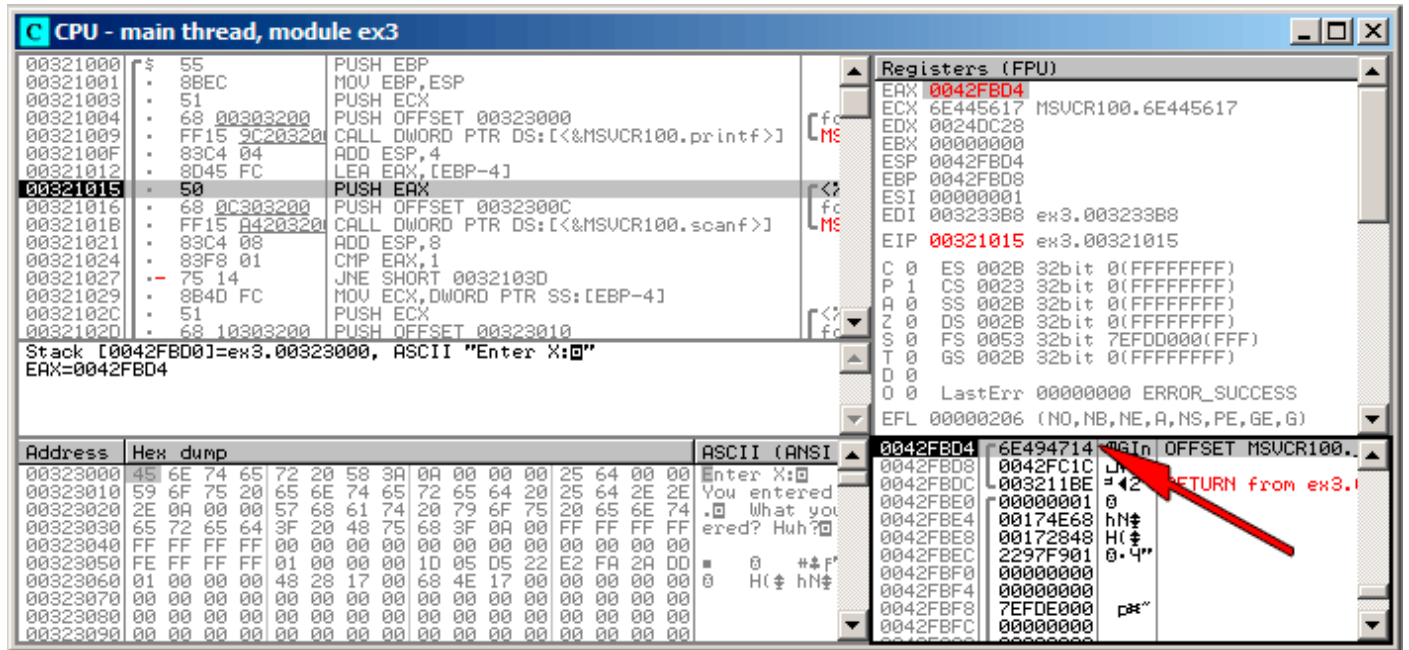 C CPU - main thread, module ex3
00321000 $ 55 PUSH EBP
00321001 . 8BEC MOV EBP,ESP
00321003 . 51 PUSH ECX
00321004 . 68 00303200 PUSH OFFSET 00323000
00321009 . FF15 9C203200 CALL DWORD PTR DS:[<&MSVCR100.printf>]
0032100F . 83C4 04 ADD ESP,4
00321012 . 8D45 FC LEA EAX,[EBP-4]
00321015 . 50 PUSH EAX
00321016 . 68 0C303200 PUSH OFFSET 0032300C
0032101B . FF15 A4203200 CALL DWORD PTR DS:[<&MSVCR100.scanf>]
00321021 . 83C4 08 ADD ESP,8
00321024 . 83F8 01 CMP EAX,1
00321027 .- 75 14 JNE SHORT 0032103D
00321029 . 8B4D FC MOV ECX,DWORD PTR SS:[EBP-4]
0032102C . 51 PUSH ECX
0032102D . 68 10303200 PUSH OFFSET 00323010
Stack [0042FBD0]=ex3.00323000, ASCII "Enter X:◙"
EAX=0042FBD4
Registers (FPU)
EAX 0042FBD4
ECX 6E445617 MSVCR100.6E445617
EDX 0024DC28
EBX 00000000
ESP 0042FBD4
EBP 0042FBD8
ESI 00000001
EDI 003233B8 ex3.003233B8
EIP 00321015 ex3.00321015
C 0 ES 002B 32bit 0(FFFFFFFF)
P 1 CS 0023 32bit 0(FFFFFFFF)
A 0 SS 002B 32bit 0(FFFFFFFF)
Z 0 DS 002B 32bit 0(FFFFFFFF)
S 0 FS 0053 32bit 7EFDD000(FFF)
T 0 GS 002B 32bit 0(FFFFFFFF)
D 0
O 0 LastErr 00000000 ERROR_SUCCESS
EFL 00000206 (NO,NB,NE,A,NS,PE,GE,G)
Address Hex dump ASCII (ANSI
00323000 45 6E 74 65 72 20 58 3A 0A 00 00 00 25 64 00 00 Enter X:◙
00323010 59 6F 75 20 65 6E 74 65 72 65 64 20 25 64 2E 2E You entered
00323020 2E 0A 00 00 57 68 61 74 20 79 6F 75 20 65 6E 74 .◙ What you
00323030 65 72 65 64 3F 20 48 75 68 3F 0A 00 FF FF FF FF ered? Huh?◙
00323040 FF FF FF FF 00 00 00 00 00 00 00 00 00 00 00 00
00323050 FE FF FF FF 01 00 00 00 1D 05 D5 22 E2 FA 2A DD
00323060 01 00 00 00 48 28 17 00 68 4E 17 00 00 00 00 00
00323070 00 00 00 00 00 00 00 00 00 00 00 00 00 00 00 00
00323080 00 00 00 00 00 00 00 00 00 00 00 00 00 00 00 00
00323090 00 00 00 00 00 00 00 00 00 00 00 00 00 00 00 00
0042FBD4 6E494714 ¶GIn OFFSET MSVCR100.
0042FBD8 0042FC1C
0042FBDC 003211BE RETURN from ex3.
0042FBE0 00000001
0042FBE4 00174E68 hN
0042FBE8 00172848 H(
0042FBEC 2297F901
0042FBF0 00000000
0042FBF4 00000000
0042FBF8 7EFDE000
0042FBFC 00000000